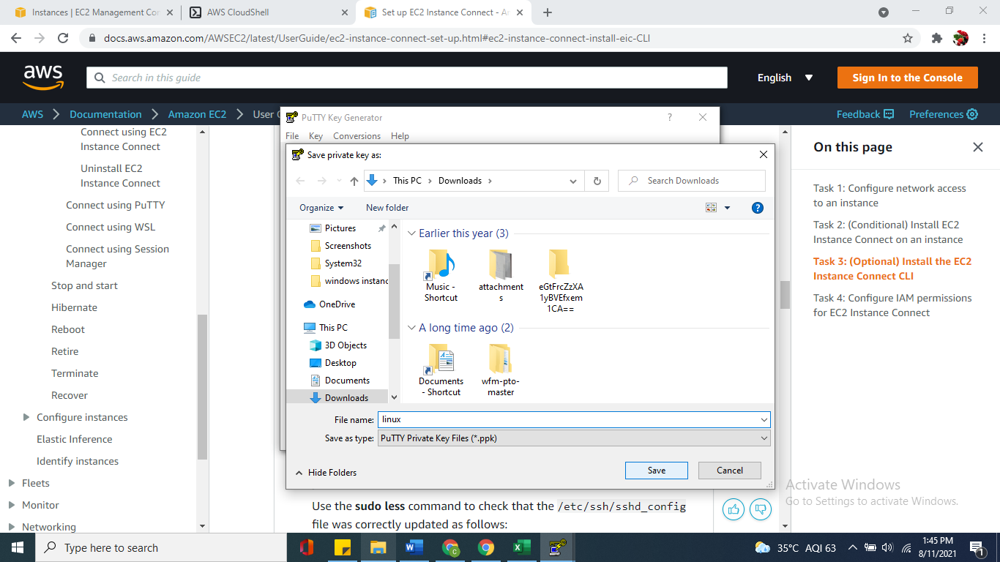 Instances | EC2 Management Con
AWS CloudShell
Set up EC2 Instance Connect - A
docs.aws.amazon.com/AWSEC2/latest/UserGuide/ec2-instance-connect-set-up.html#ec2-instance-connect-install-eic-CLI
aws
Search in this guide
English
Sign In to the Console
AWS
Documentation
Amazon EC2
User
Feedback
Preferences
Connect using EC2
Instance Connect
Uninstall EC2
Instance Connect
Connect using PuTTY
Connect using WSL
Connect using Session
Manager
Stop and start
Hibernate
Reboot
Retire
Terminate
Recover
Configure instances
Elastic Inference
Identify instances
Fleets
Monitor
Networking
PuTTY Key Generator
?
File Key Conversions Help
Save private key as:
This PC
Downloads
Search Downloads
Organize
New folder
?
Pictures
Screenshots
System32
windows instanc
OneDrive
This PC
3D Objects
Desktop
Documents
Downloads
Earlier this year (3)
Music -
Shortcut
attachment
s
eGtFrcZzXA
1yBVEfxem
1CA==
A long time ago (2)
Documents
- Shortcut
wfm-pto-
master
File name: linux
Save as type: PuTTY Private Key Files (*.ppk)
Hide Folders
Save
Cancel
Use the sudo less command to check that the /etc/ssh/sshd_config
file was correctly updated as follows:
On this page
Task 1: Configure network access
to an instance
Task 2: (Conditional) Install EC2
Instance Connect on an instance
Task 3: (Optional) Install the EC2
Instance Connect CLI
Task 4: Configure IAM permissions
for EC2 Instance Connect
Activate Windows
Go to Settings to activate Windows.
Type here to search
35°C AQI 63
1:45 PM
8/11/2021
1